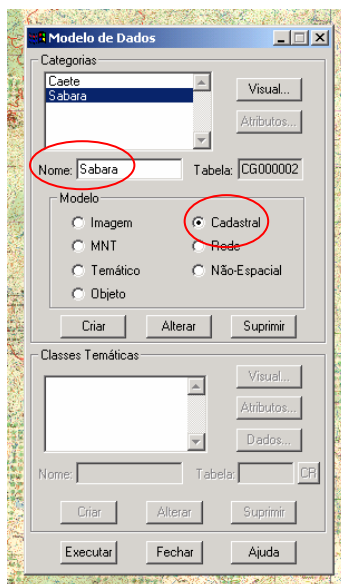 Modelo de Dados
Categorias
Caete
Sabara
Visual...
Atributos...
Nome: Sabara Tabela: CG000002
Modelo
Imagem Cadastral
MNT Rede
Temático Não-Espacial
Objeto
Criar Alterar Suprimir
Classes Temáticas
Visual...
Atributos...
Dados...
Nome: Tabela: CR
Criar Alterar Suprimir
Executar Fechar Ajuda